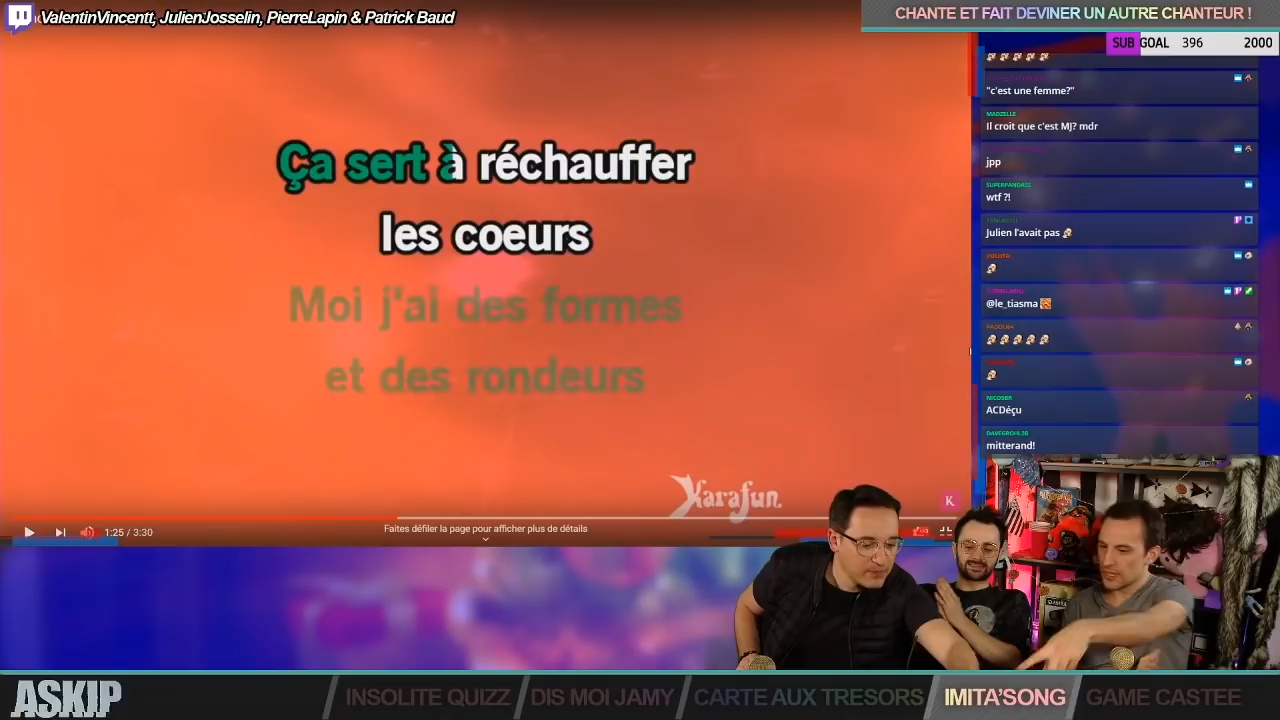 ValentinVincentt, JulienJosselin, PierreLapin & Patrick Baud
CHANTE ET FAIT DEVINER UN AUTRE CHANTEUR !
SUB GOAL 396 2000
Ça sert à réchauffer
les coeurs
Moi j'ai des formes
et des rondeurs
Karafun
K
1:25 / 3:30
Faites défiler la page pour afficher plus de détails
"c'est une femme?"
MADZELLE
Il croit que c'est MJ? mdr
jpp
SUPERPANDASS
wtf ?!
Julien l'avait pas
@le_tiasma
PADOU64
NICOSBR
ACDéçu
DAVEGROHL2B
mitterand!
ASKIP
INSOLITE QUIZZ
DIS MOI JAMY
CARTE AUX TRESORS
IMITA'SONG
GAME CASTEE